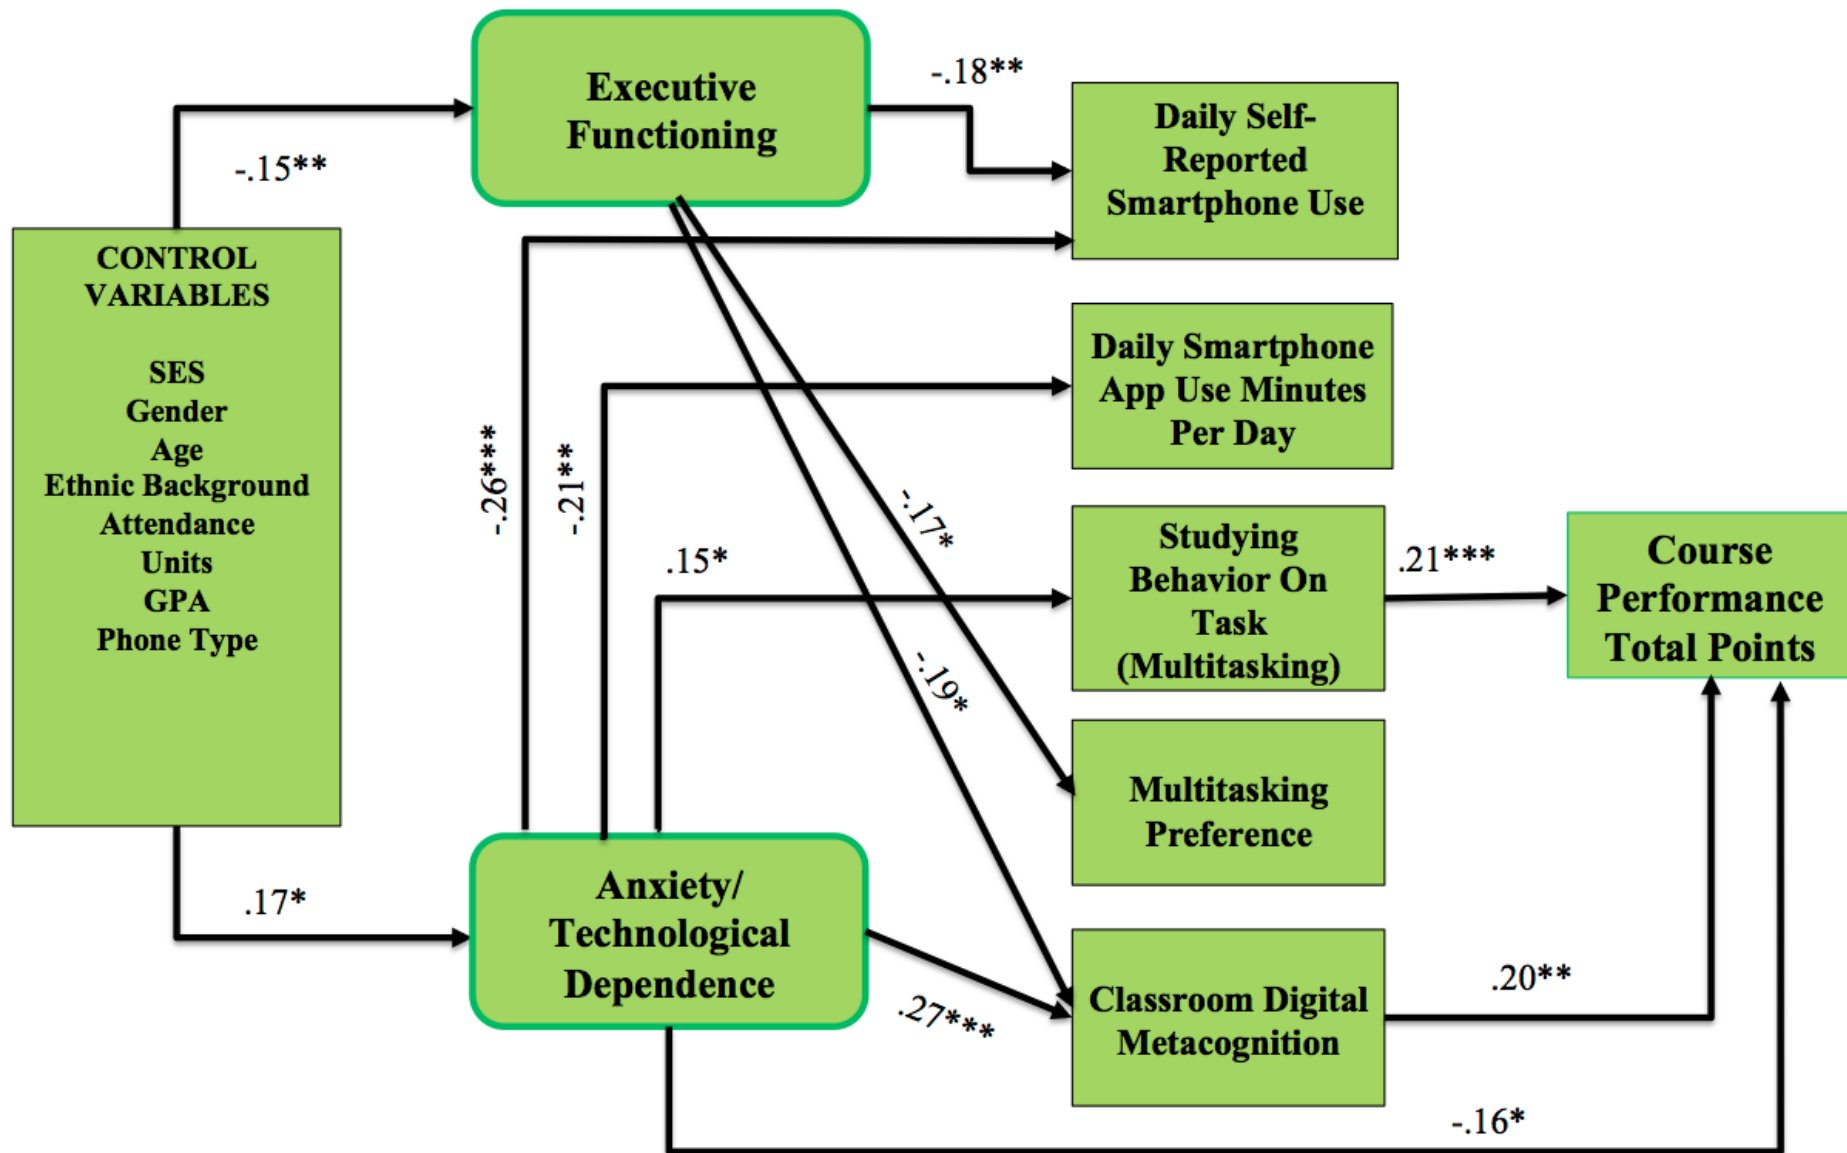 Executive
Functioning
-.18**
Daily Self-
Reported
Smartphone Use
-.15**
CONTROL
VARIABLES
SES
Gender
Age
Ethnic Background
Attendance
Units
GPA
Phone Type
Daily Smartphone
App Use Minutes
Per Day
-.26***
-.21**
-.17*
.15*
Studying
Behavior On
Task
(Multitasking)
.21***
Course
Performance
Total Points
-.19*
Multitasking
Preference
.17*
Anxiety/
Technological
Dependence
.27***
Classroom Digital
Metacognition
.20**
-.16*